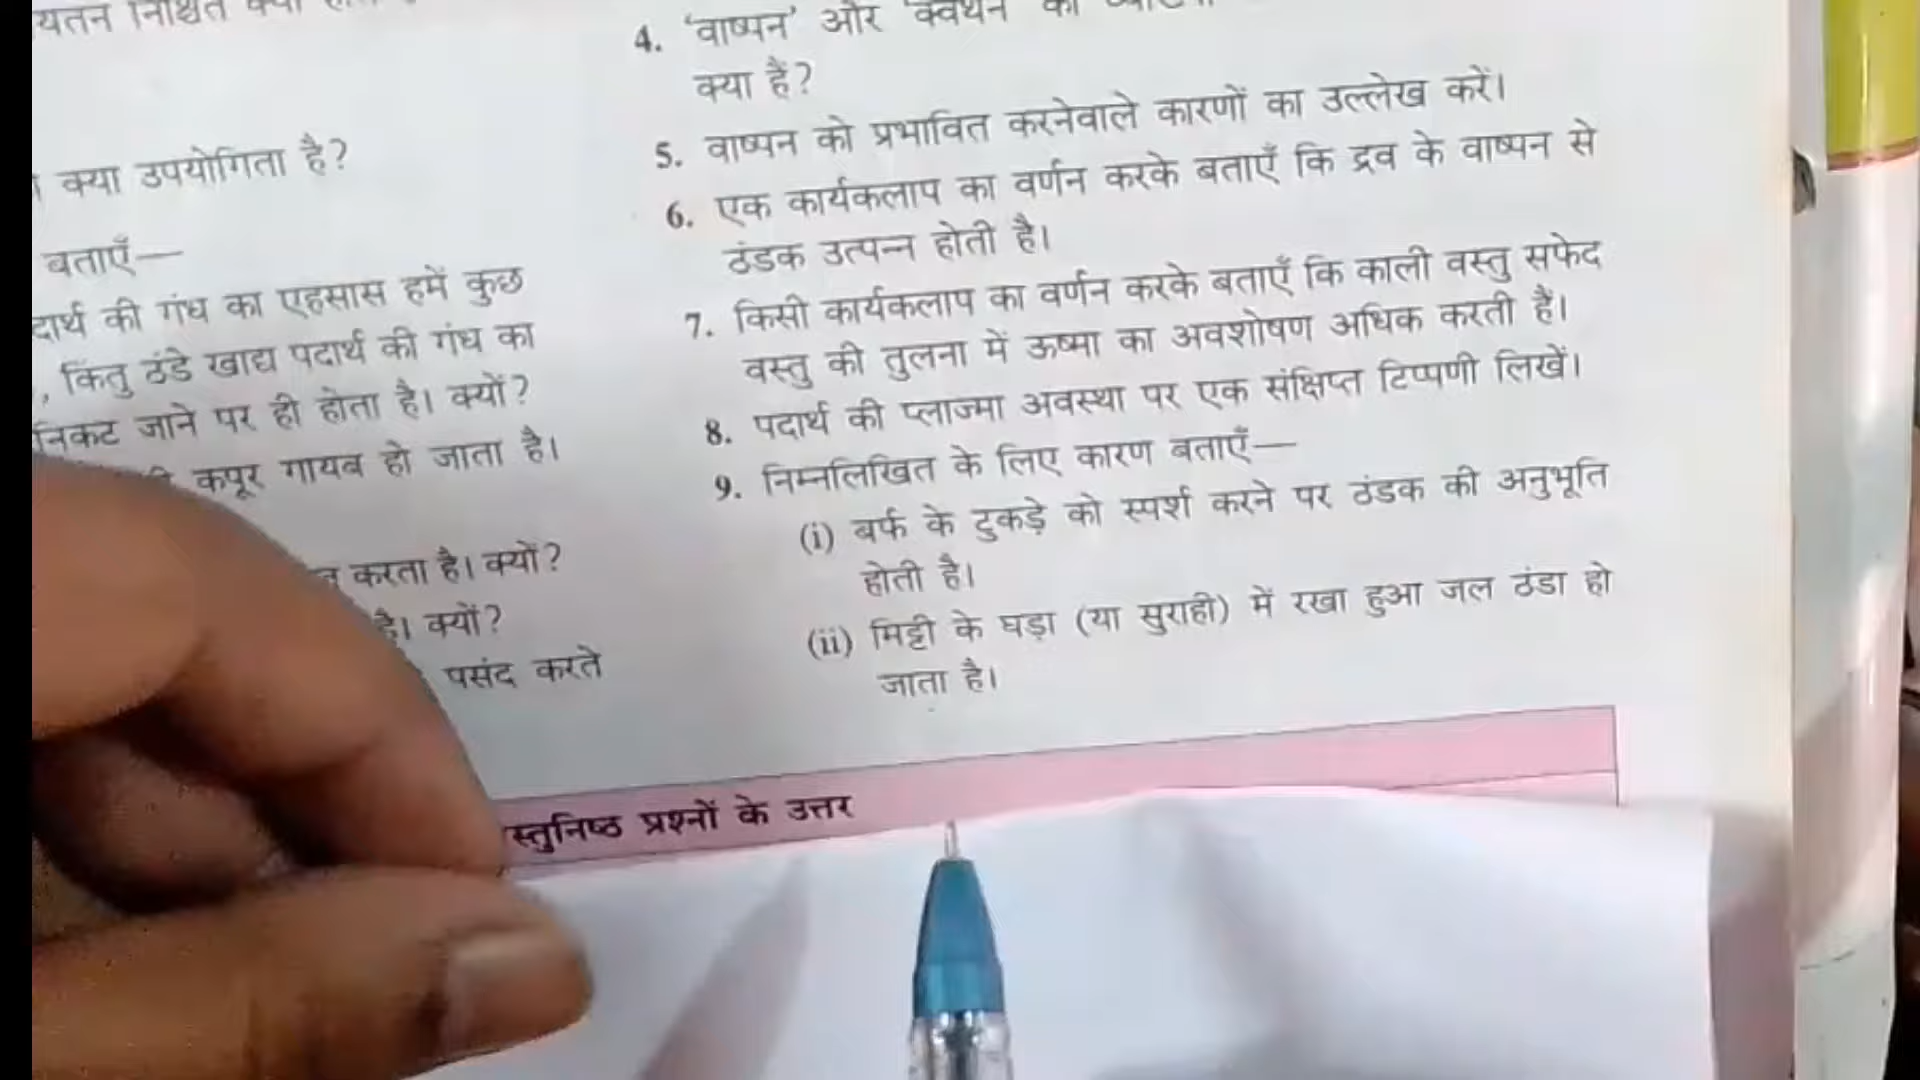 क्या उपयोगिता है?
बताएँ—
दार्थ की गंध का एहसास हमें कुछ
, किंतु ठंडे खाद्य पदार्थ की गंध का
निकट जाने पर ही होता है। क्यों?
कपूर गायब हो जाता है।
करता है। क्यों?
है। क्यों?
पसंद करते
4. 'वाष्पन' और 'क्वथन
क्या हैं?
5. वाष्पन को प्रभावित करनेवाले कारणों का उल्लेख करें।
6. एक कार्यकलाप का वर्णन करके बताएँ कि द्रव के वाष्पन से
ठंडक उत्पन्न होती है।
7. किसी कार्यकलाप का वर्णन करके बताएँ कि काली वस्तु सफेद
वस्तु की तुलना में ऊष्मा का अवशोषण अधिक करती हैं।
8. पदार्थ की प्लाज्मा अवस्था पर एक संक्षिप्त टिप्पणी लिखें।
9. निम्नलिखित के लिए कारण बताएँ—
(i) बर्फ के टुकड़े को स्पर्श करने पर ठंडक की अनुभूति
होती है।
(ii) मिट्टी के घड़ा (या सुराही) में रखा हुआ जल ठंडा हो
जाता है।
स्तुनिष्ठ प्रश्नों के उत्तर